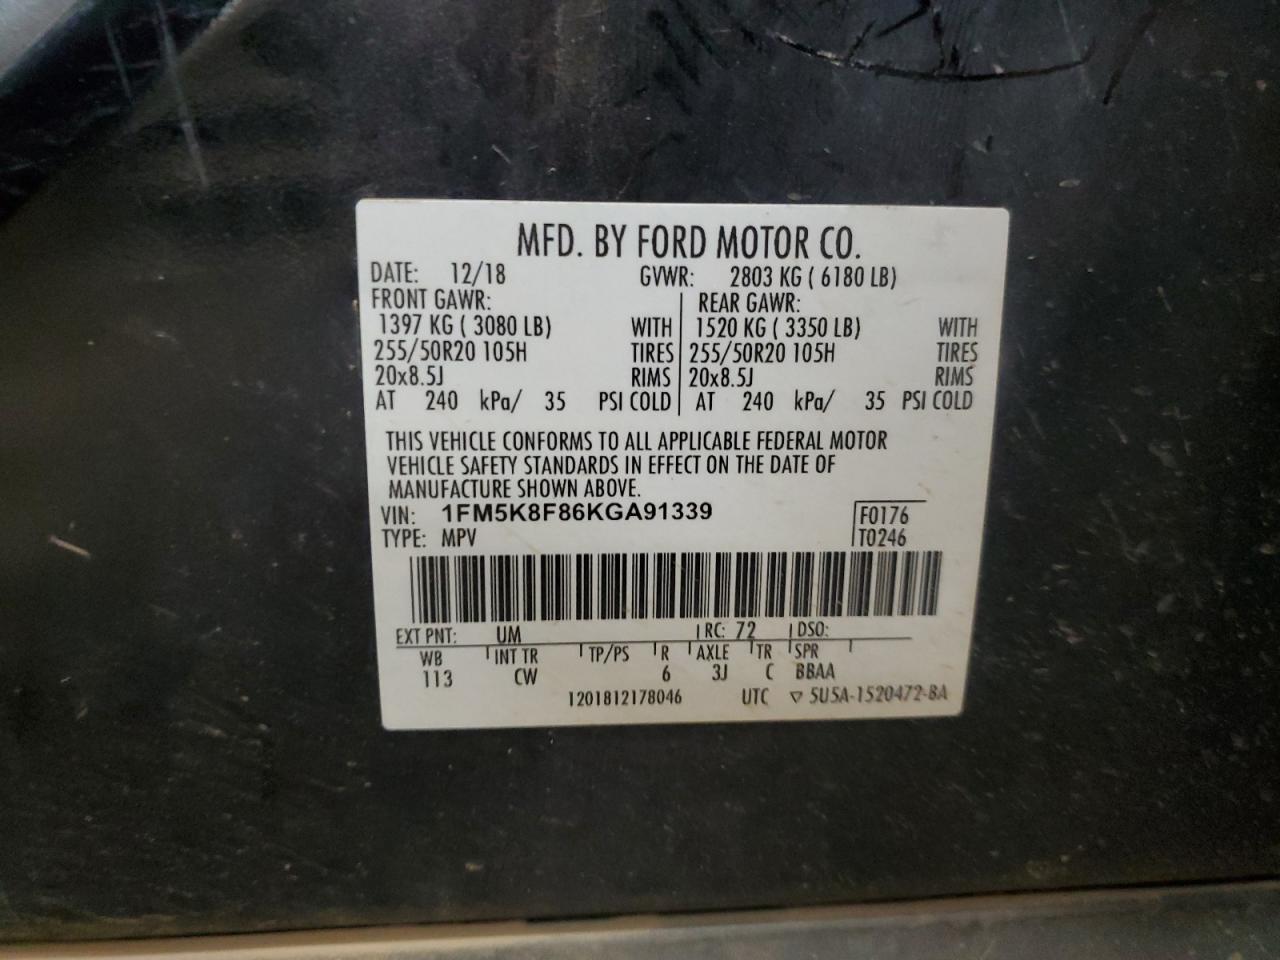 MFD. BY FORD MOTOR CO.
DATE: 12/18 GVWR: 2803 KG ( 6180 LB)
FRONT GAWR: REAR GAWR:
1397 KG ( 3080 LB) WITH 1520 KG ( 3350 LB) WITH
255/50R20 105H TIRES 255/50R20 105H TIRES
20x8.5J RIMS 20x8.5J RIMS
AT 240 kPa/ 35 PSI COLD AT 240 kPa/ 35 PSI COLD
THIS VEHICLE CONFORMS TO ALL APPLICABLE FEDERAL MOTOR
VEHICLE SAFETY STANDARDS IN EFFECT ON THE DATE OF
MANUFACTURE SHOWN ABOVE.
VIN: 1FM5K8F86KGA91339 F0176
TYPE: MPV T0246
EXT PNT: UM RC: 72 DSO:
WB INT TR TP/PS R AXLE TR SPR
113 CW 6 3J C BBAA
1201812178046 UTC ▽ 5U5A-1520472-BA